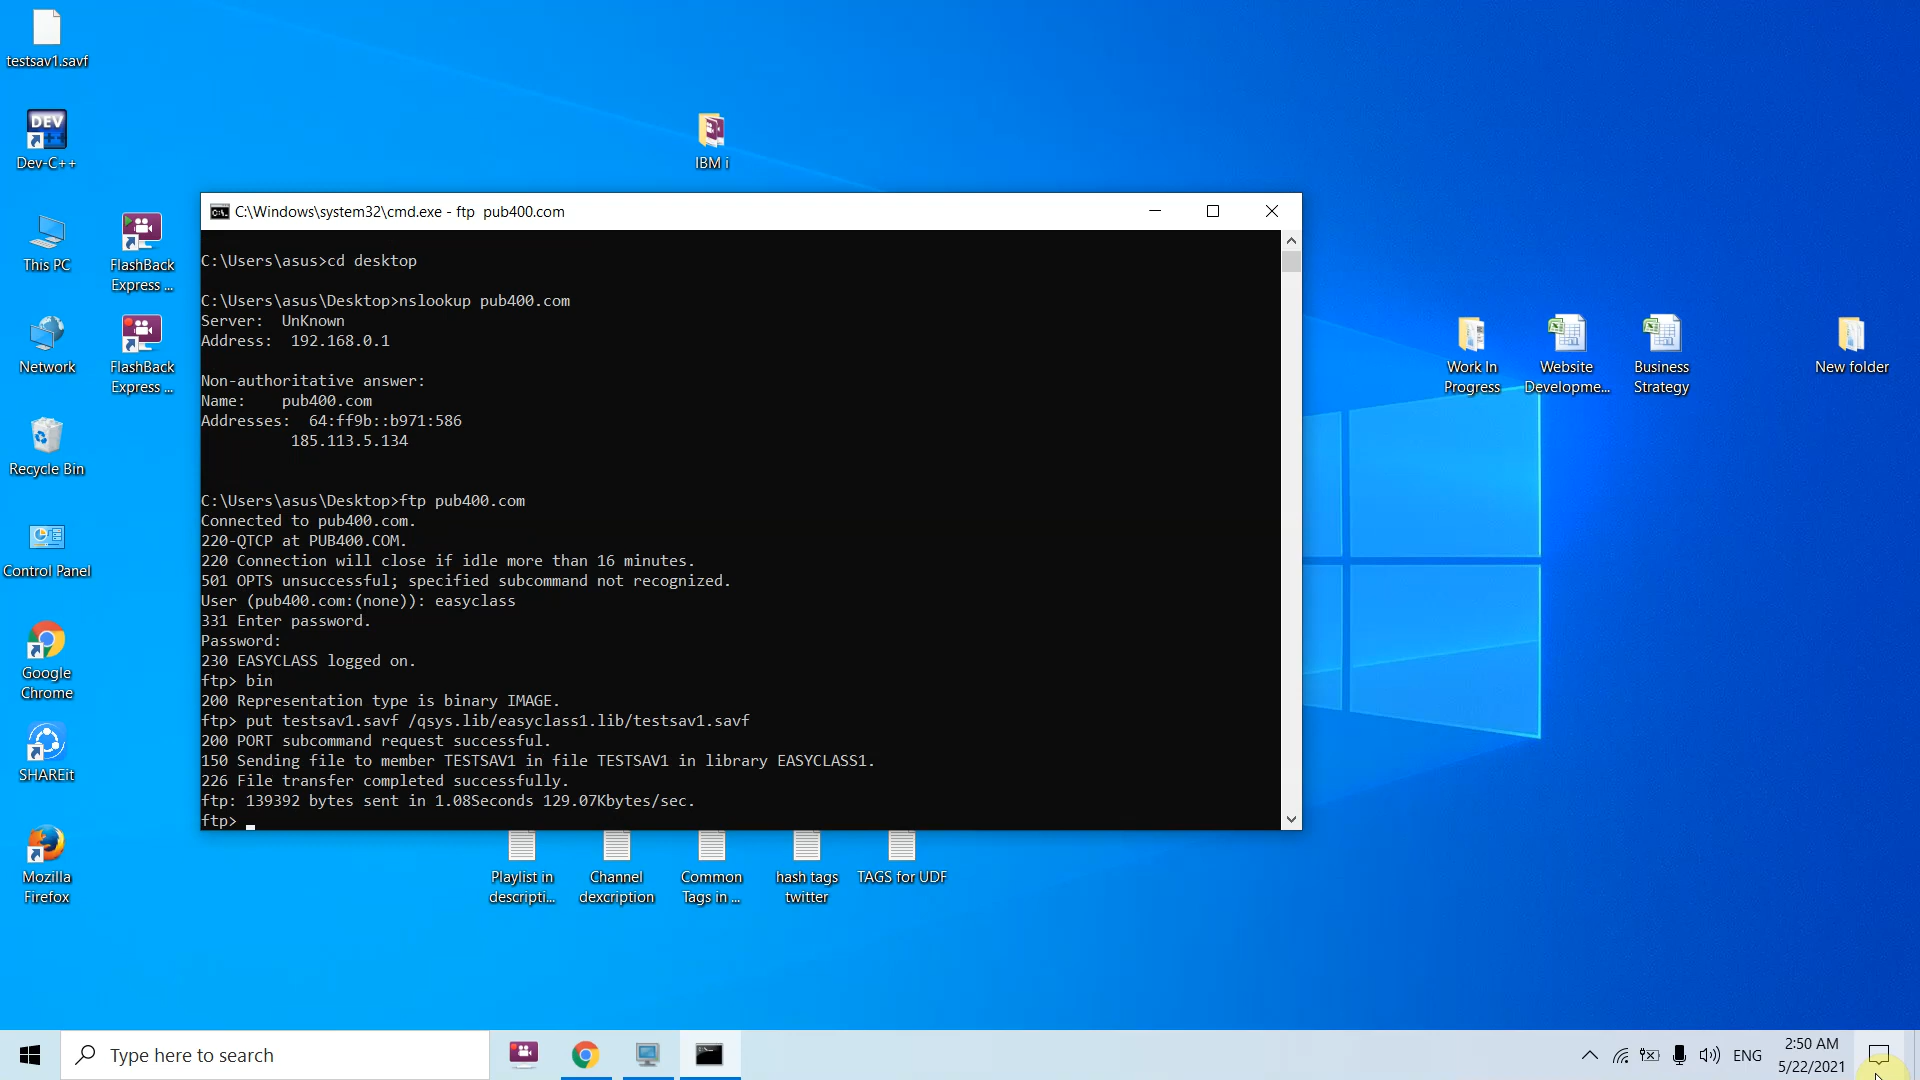 testsav1.savf
DEV
Dev-C++
IBM i
This PC
FlashBack
Express ...
Network
FlashBack
Express ...
Recycle Bin
Control Panel
Google
Chrome
SHAREit
Mozilla
Firefox
C:\Windows\system32\cmd.exe - ftp  pub400.com
C:\Users\asus>cd desktop
C:\Users\asus\Desktop>nslookup pub400.com
Server:  UnKnown
Address:  192.168.0.1
Non-authoritative answer:
Name:    pub400.com
Addresses:  64:ff9b::b971:586
185.113.5.134
C:\Users\asus\Desktop>ftp pub400.com
Connected to pub400.com.
220-QTCP at PUB400.COM.
220 Connection will close if idle more than 16 minutes.
501 OPTS unsuccessful; specified subcommand not recognized.
User (pub400.com:(none)): easyclass
331 Enter password.
Password:
230 EASYCLASS logged on.
ftp> bin
200 Representation type is binary IMAGE.
ftp> put testsav1.savf /qsys.lib/easyclass1.lib/testsav1.savf
200 PORT subcommand request successful.
150 Sending file to member TESTSAV1 in file TESTSAV1 in library EASYCLASS1.
226 File transfer completed successfully.
ftp: 139392 bytes sent in 1.08Seconds 129.07Kbytes/sec.
ftp>
Work In
Progress
Website
Developme...
Business
Strategy
New folder
Playlist in
descripti...
Channel
dexcription
Common
Tags in ...
hash tags
twitter
TAGS for UDF
Type here to search
ENG
2:50 AM
5/22/2021